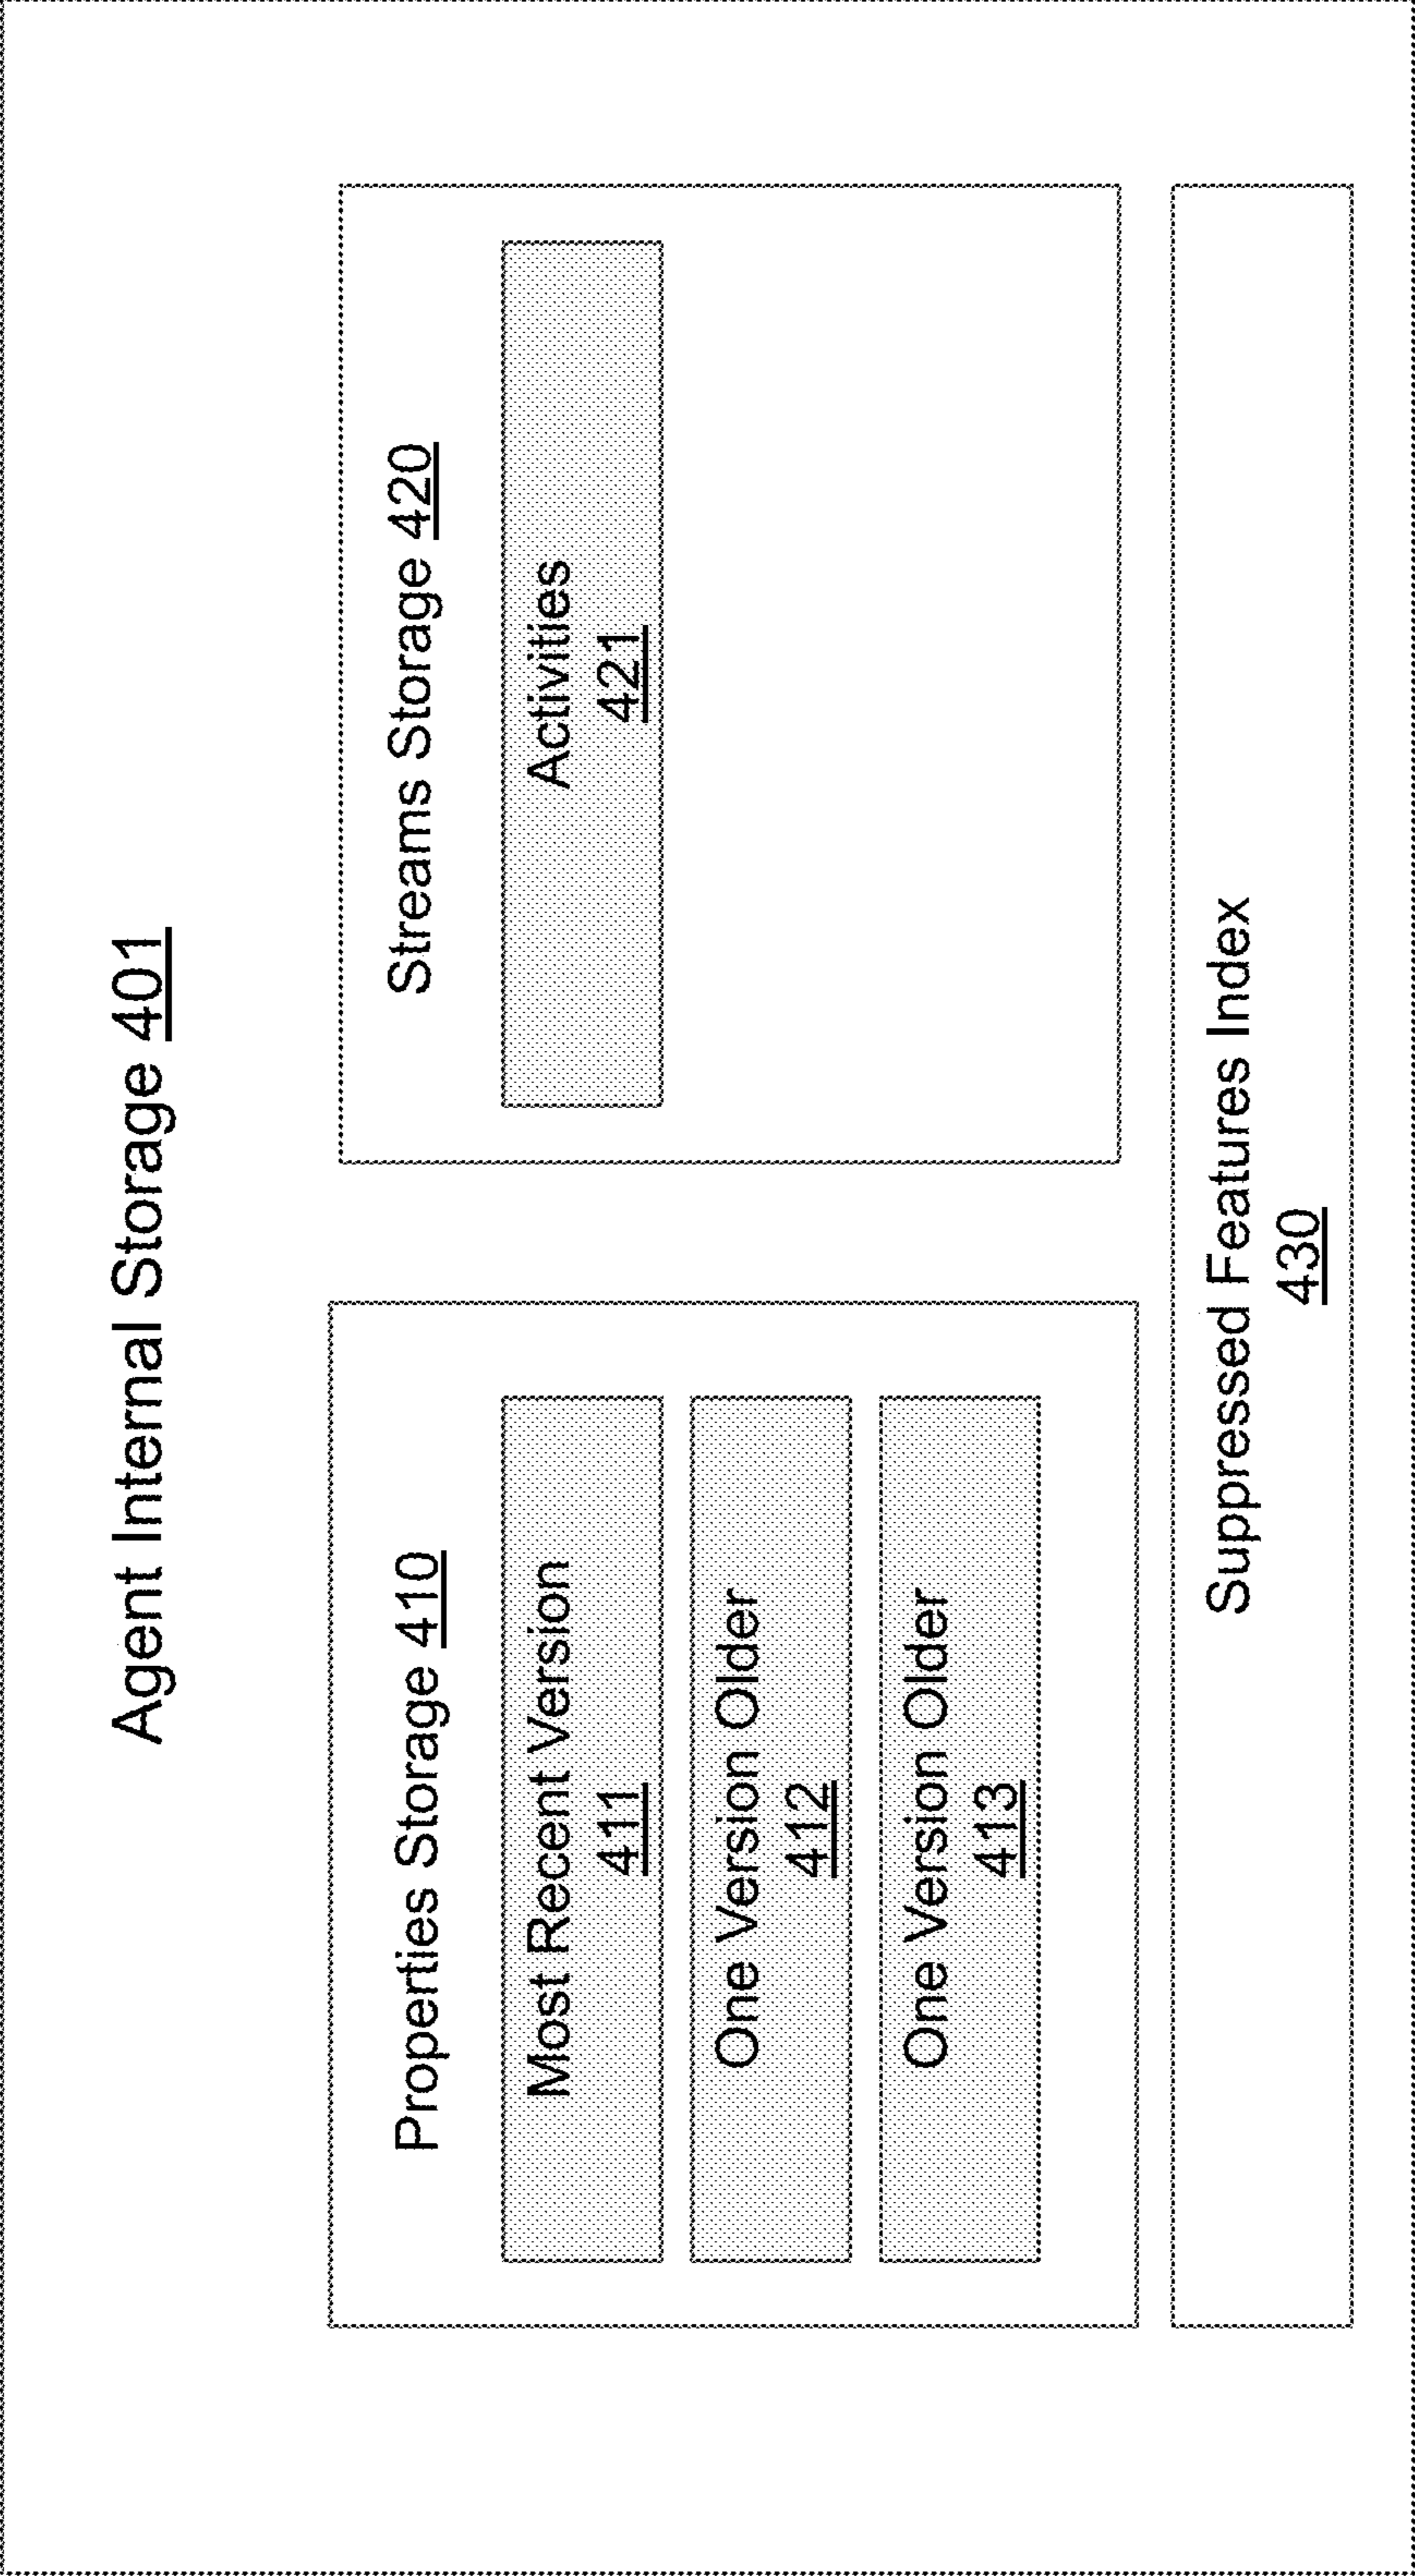 Agent Internal Storage 401
Properties Storage 410
Most Recent Version
411
One Version Older
412
One Version Older
413
Streams Storage 420
Activities
421
Suppressed Features Index
430